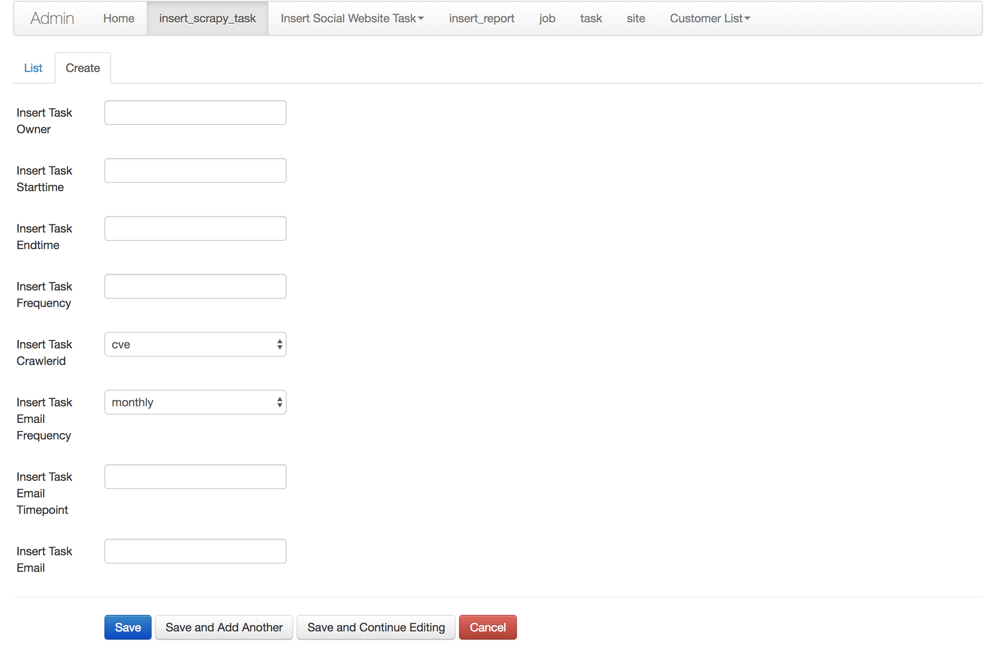 Admin Home insert_scrapy_task Insert Social Website Task insert_report job task site Customer List
List Create
Insert Task
Owner
Insert Task
Starttime
Insert Task
Endtime
Insert Task
Frequency
Insert Task
Crawlerid
cve
Insert Task
Email
Frequency
monthly
Insert Task
Email
Timepoint
Insert Task
Email
Save Save and Add Another Save and Continue Editing Cancel